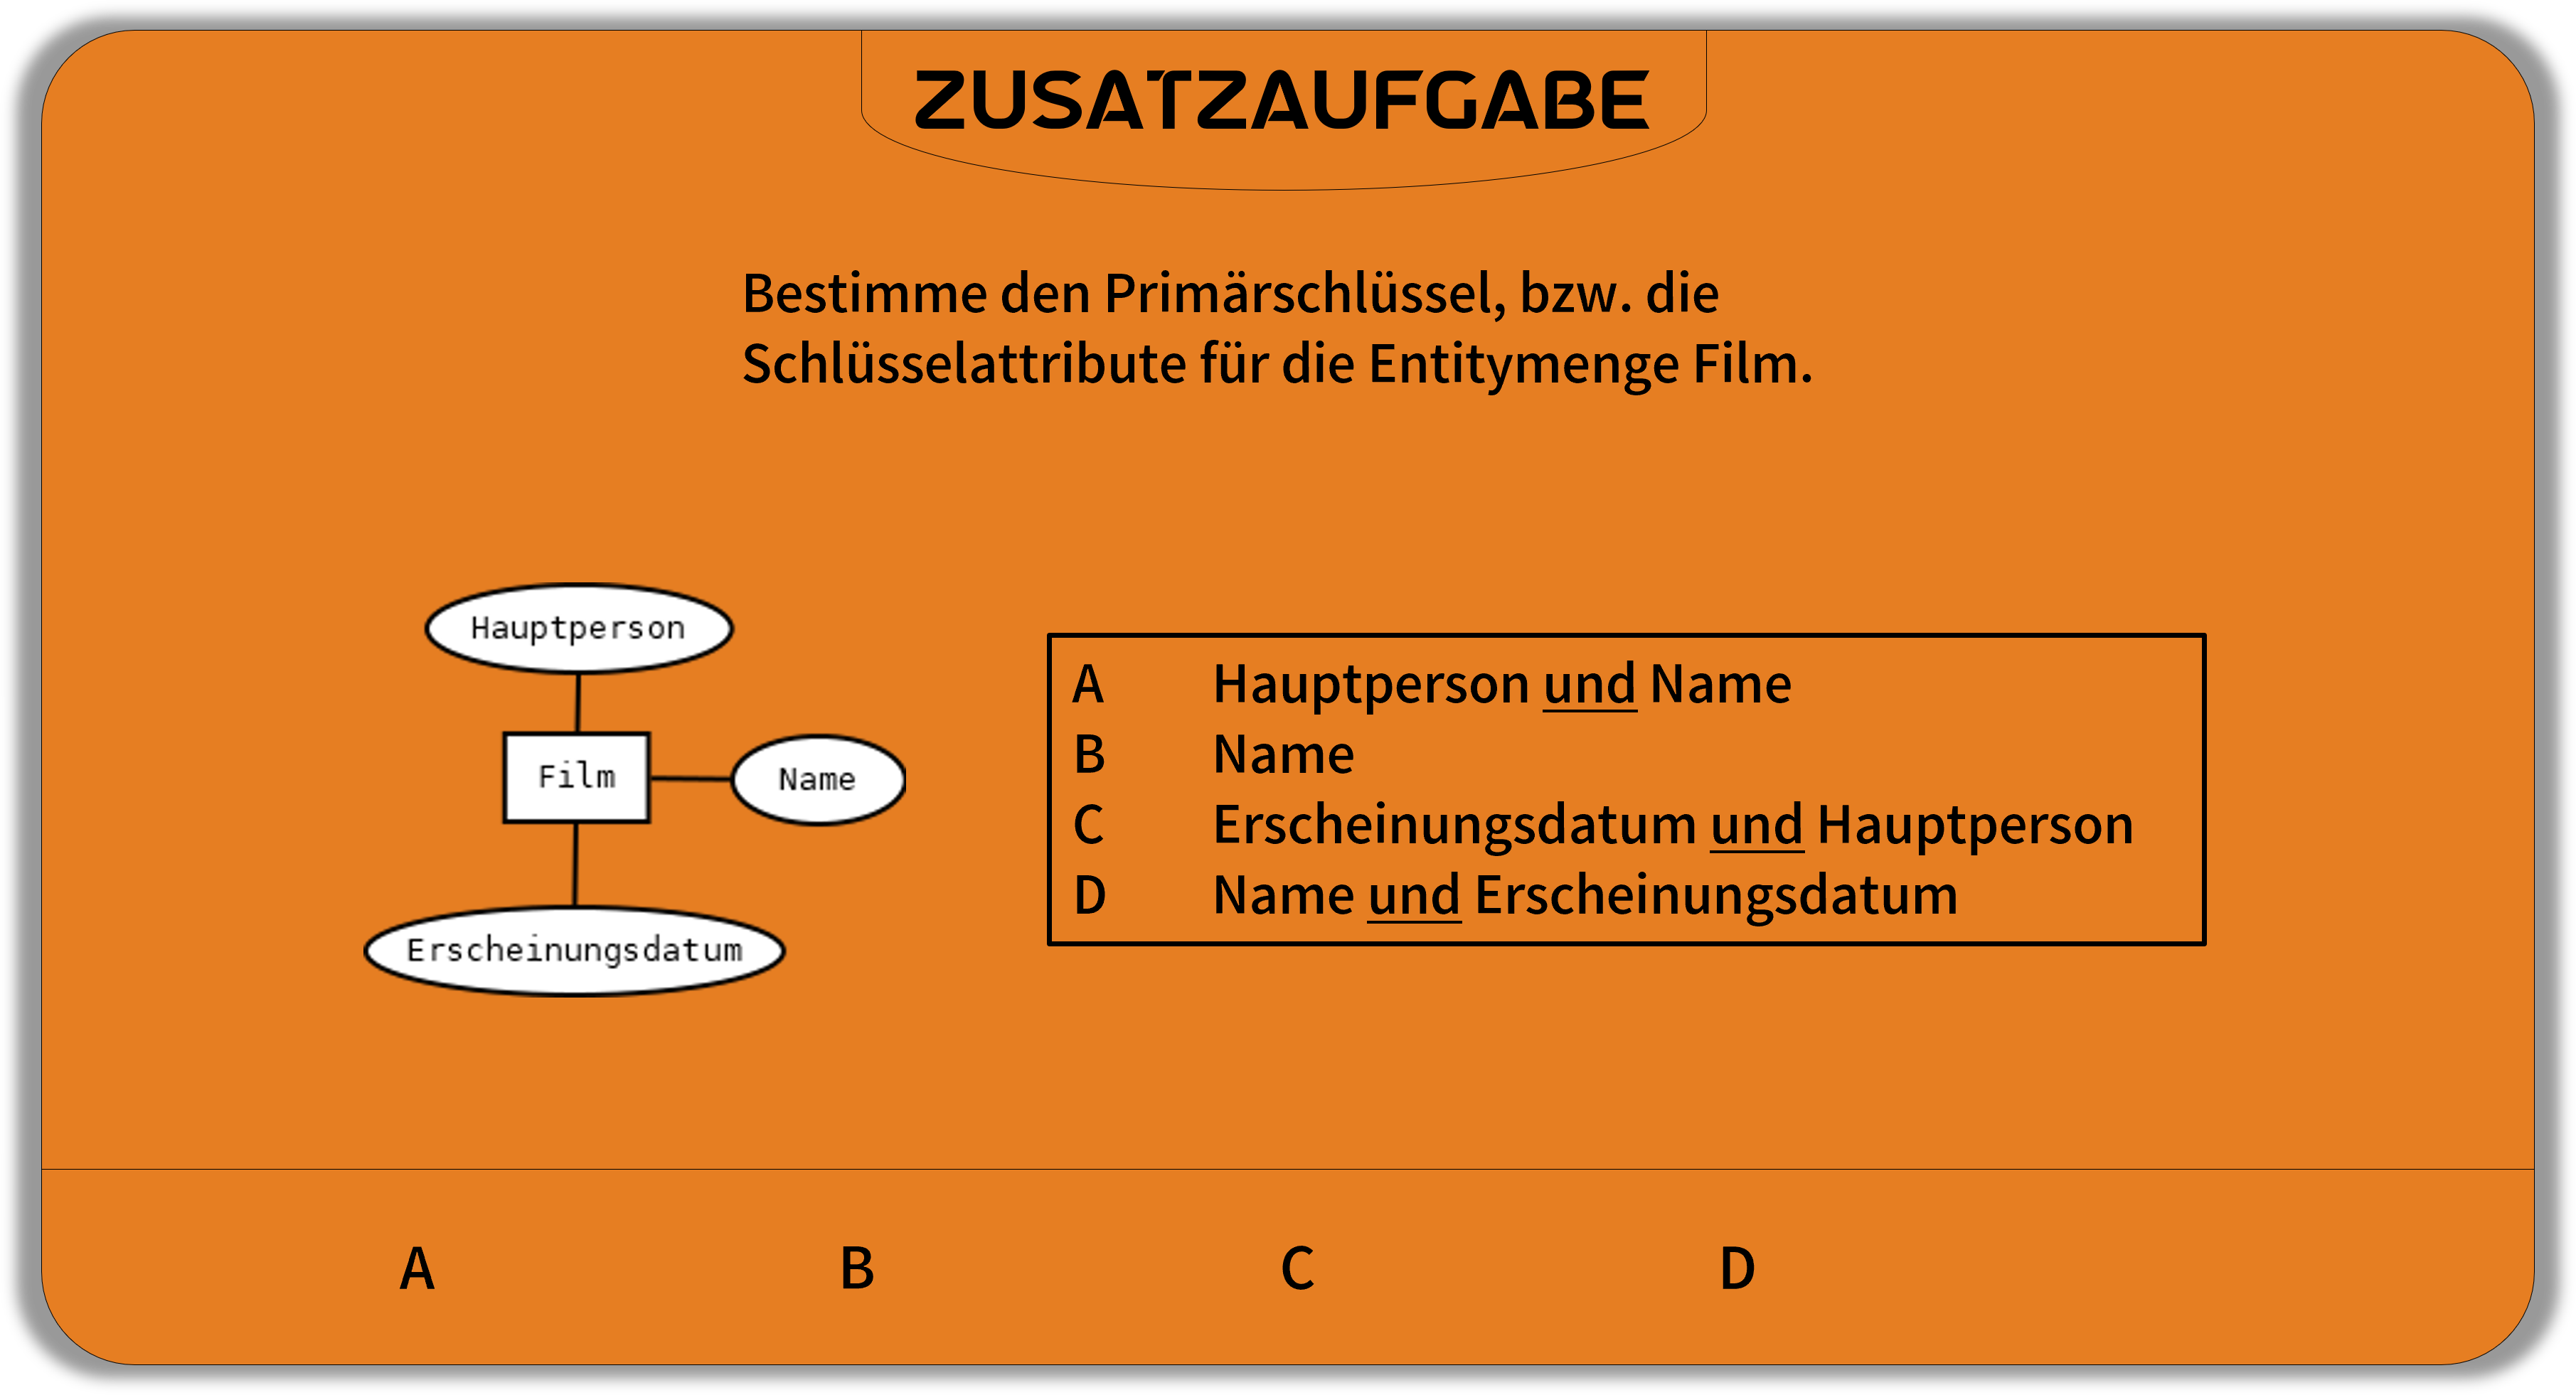 ZUSATZAUFGABE
Bestimme den Primärschlüssel, bzw. die
Schlüsselattribute für die Entitymenge Film.
Hauptperson
Film
Name
Erscheinungsdatum
A Hauptperson und Name
B Name
C Erscheinungsdatum und Hauptperson
D Name und Erscheinungsdatum
A B C D